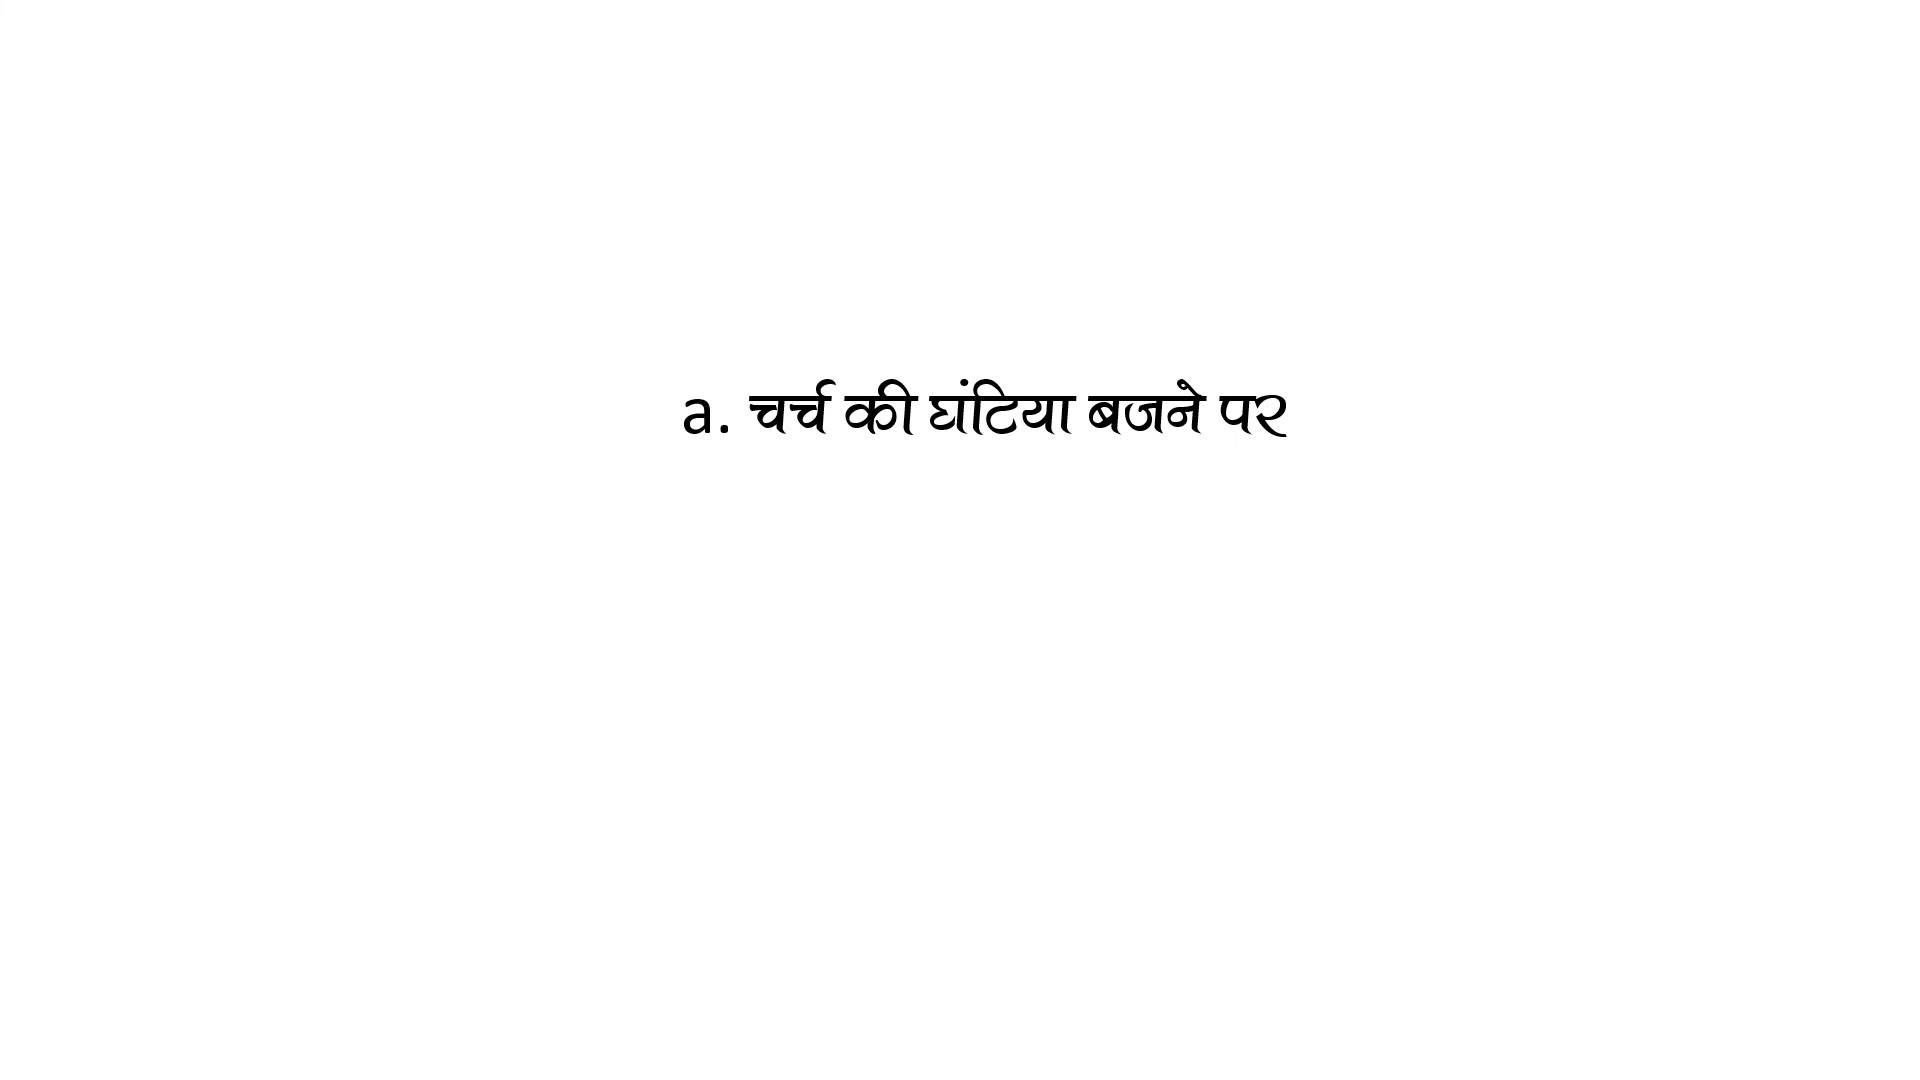 a. चर्च की घंटिया बजने पर